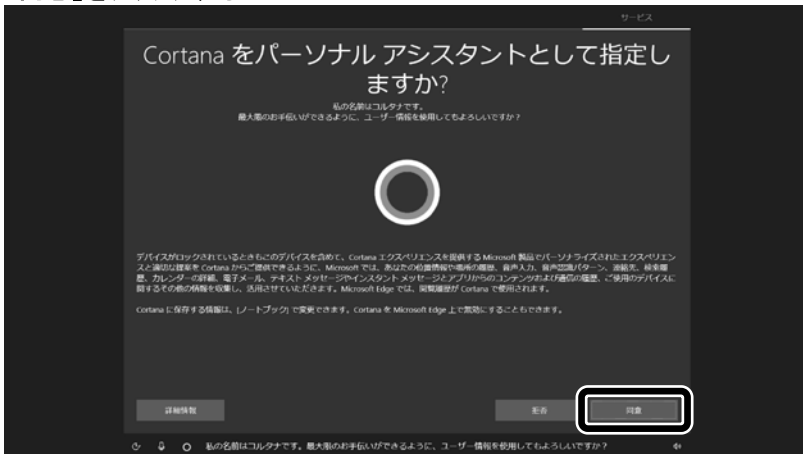 サービス
Cortana をパーソナル アシスタントとして指定し
ますか?
私の名前はコルタナです。
最大限のお手伝いができるように、ユーザー情報を使用してもよろしいですか？
デバイスがロックされているときもこのデバイスを含めて、Cortana エクスペリエンスを提供する Microsoft 製品でパーソナライズされたエクスペリエン
スと適切な提案を Cortana からご提供できるように、Microsoft では、あなたの位置情報や場所の履歴、音声入力、音声認識パターン、連絡先、検索履
歴、カレンダーの詳細、電子メール、テキスト メッセージやインスタント メッセージとアプリからのコンテンツおよび通信の履歴、ご使用のデバイスに
関するその他の情報を収集し、活用させていただきます。Microsoft Edge では、閲覧履歴が Cortana で使用されます。
Cortana に保存する情報は、[ノートブック] で変更できます。Cortana を Microsoft Edge 上で無効にすることもできます。
詳細情報
拒否
同意
私の名前はコルタナです。最大限のお手伝いができるように、ユーザー情報を使用してもよろしいですか？